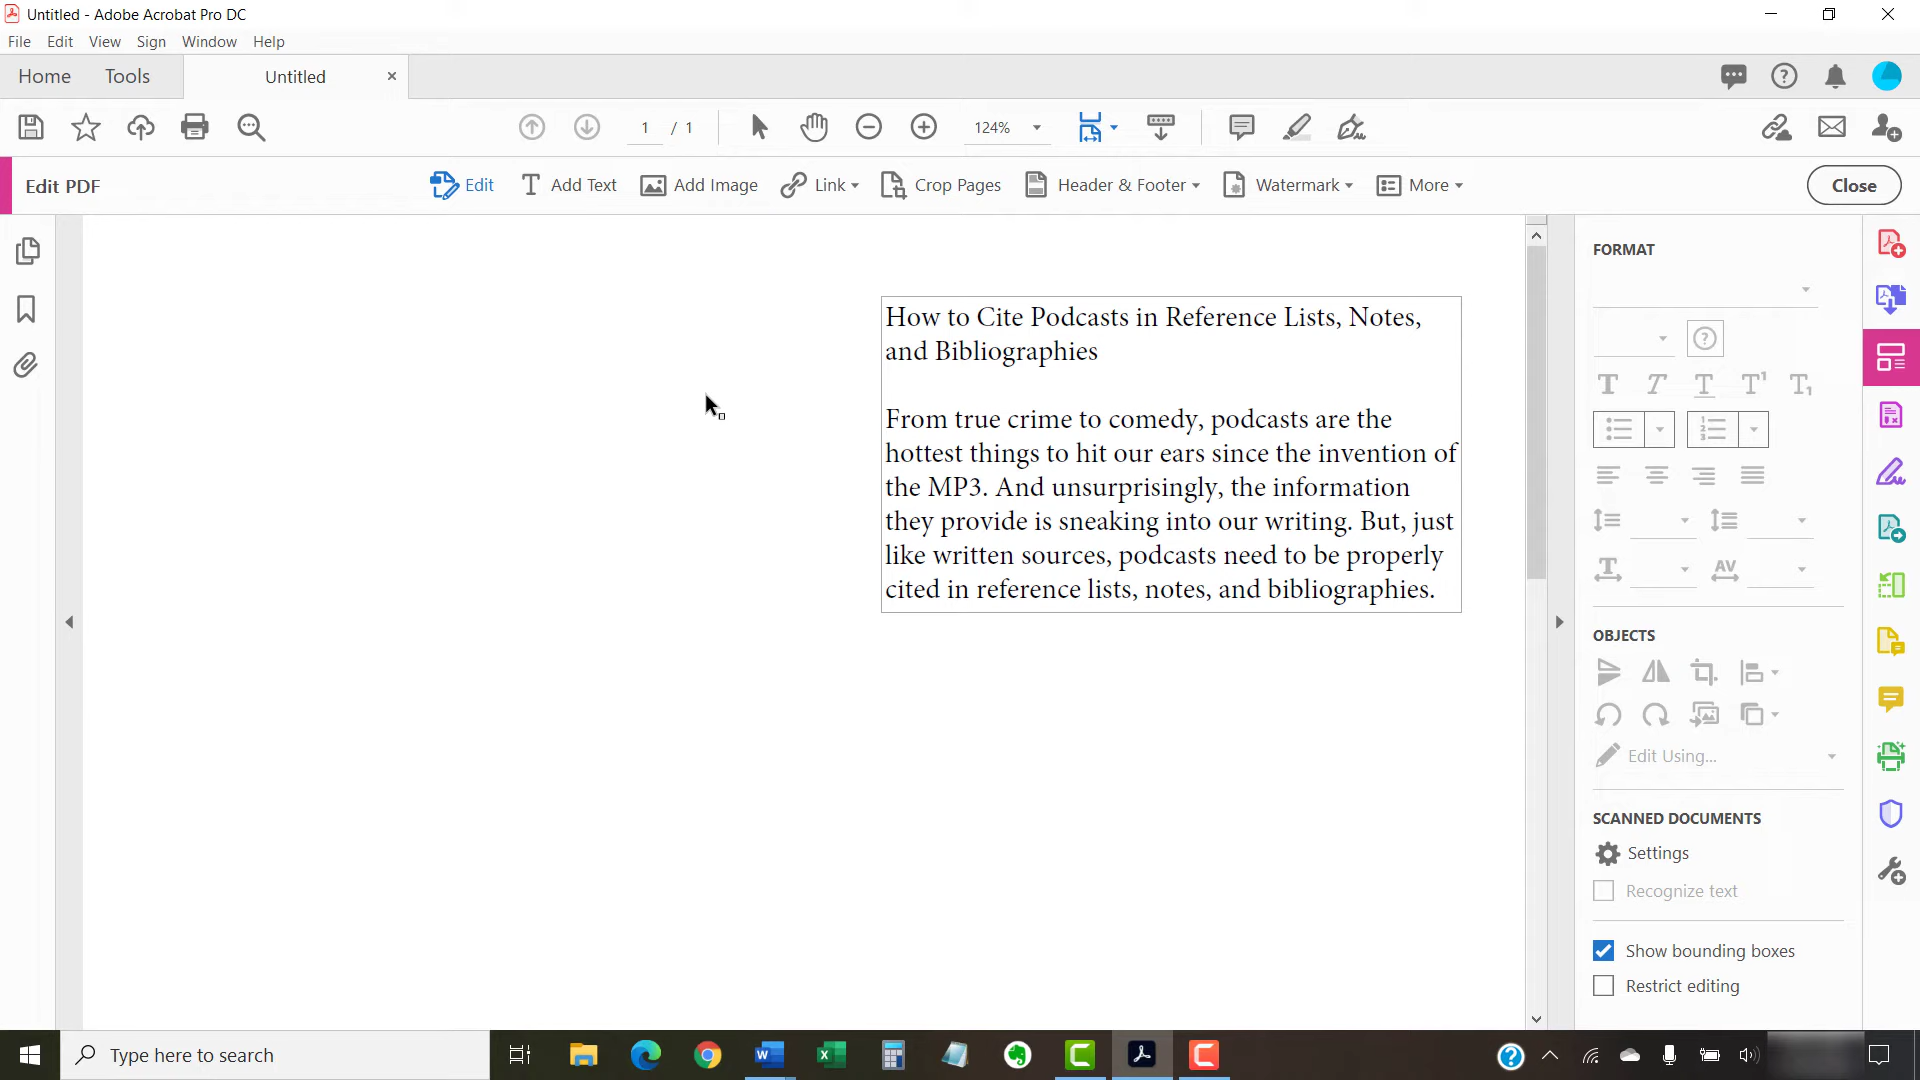 Untitled - Adobe Acrobat Pro DC
File Edit View Sign Window Help
Home Tools Untitled
1 / 1 124%
Edit PDF Edit Add Text Add Image Link Crop Pages Header & Footer Watermark More Close
How to Cite Podcasts in Reference Lists, Notes,
and Bibliographies
From true crime to comedy, podcasts are the
hottest things to hit our ears since the invention of
the MP3. And unsurprisingly, the information
they provide is sneaking into our writing. But, just
like written sources, podcasts need to be properly
cited in reference lists, notes, and bibliographies.
FORMAT
OBJECTS
Edit Using...
SCANNED DOCUMENTS
Settings
Recognize text
Show bounding boxes
Restrict editing
Type here to search